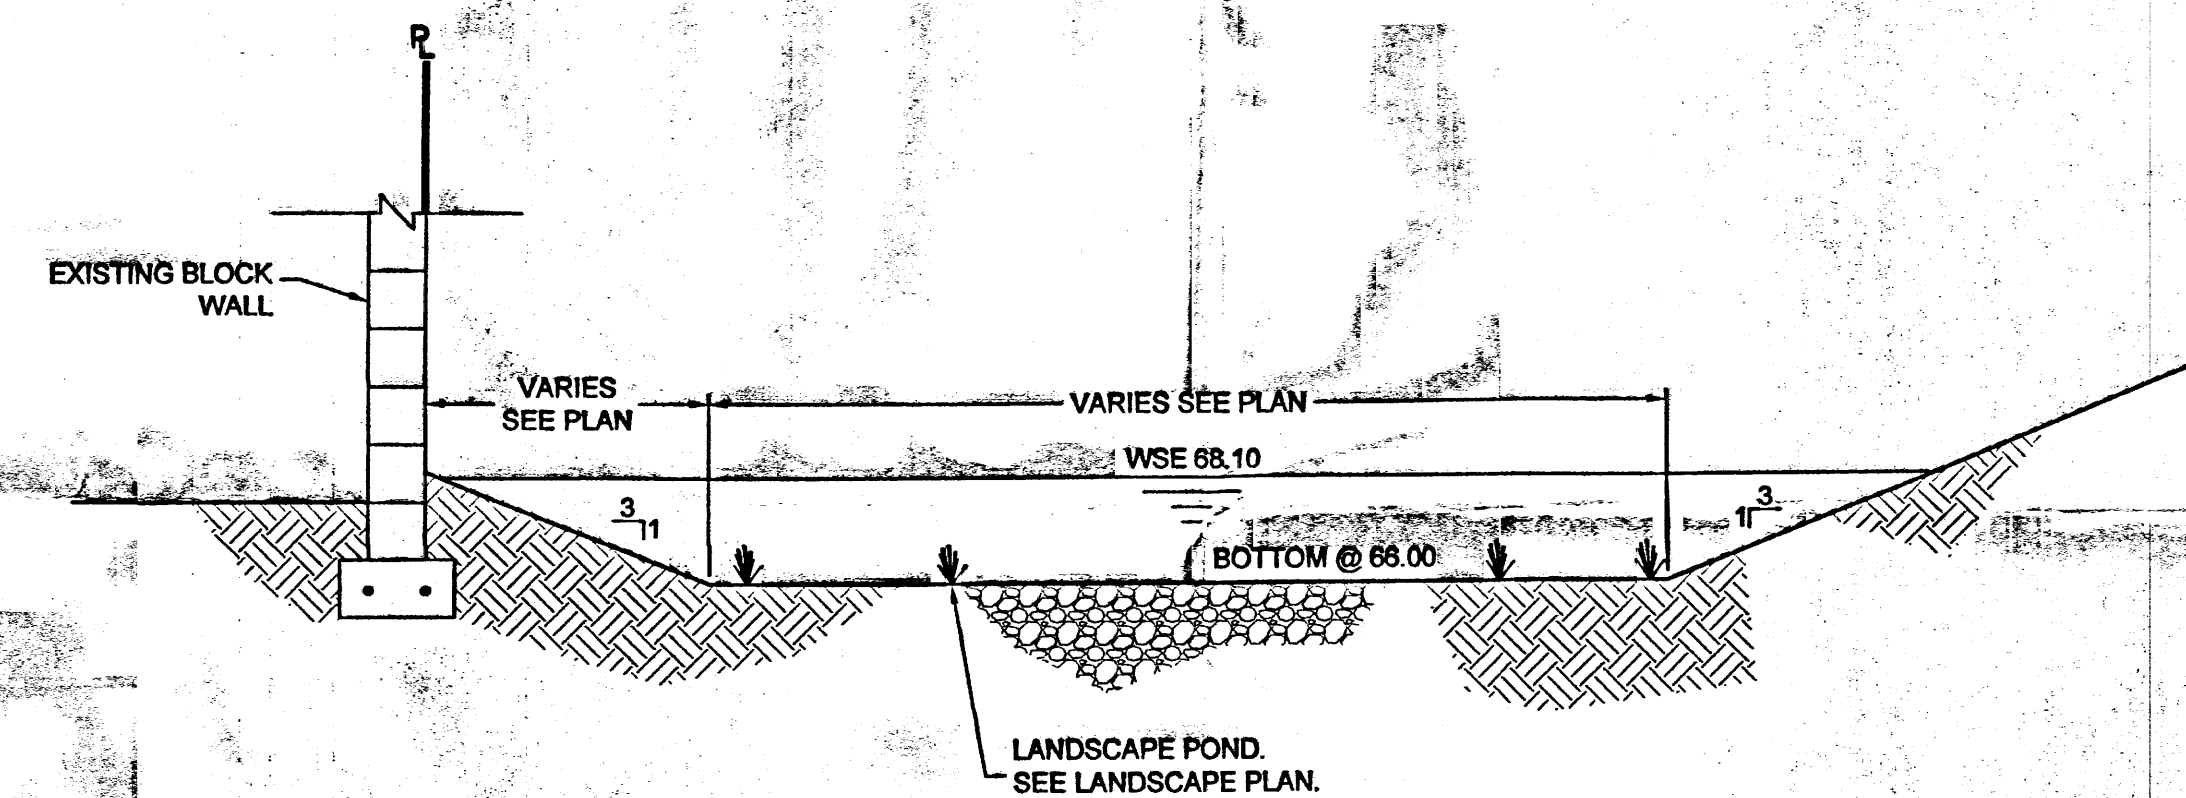 PL
EXISTING BLOCK
WALL
VARIES
SEE PLAN
VARIES SEE PLAN
WSE 68.10
3
1
3
1
BOTTOM @ 66.00
LANDSCAPE POND.
SEE LANDSCAPE PLAN.